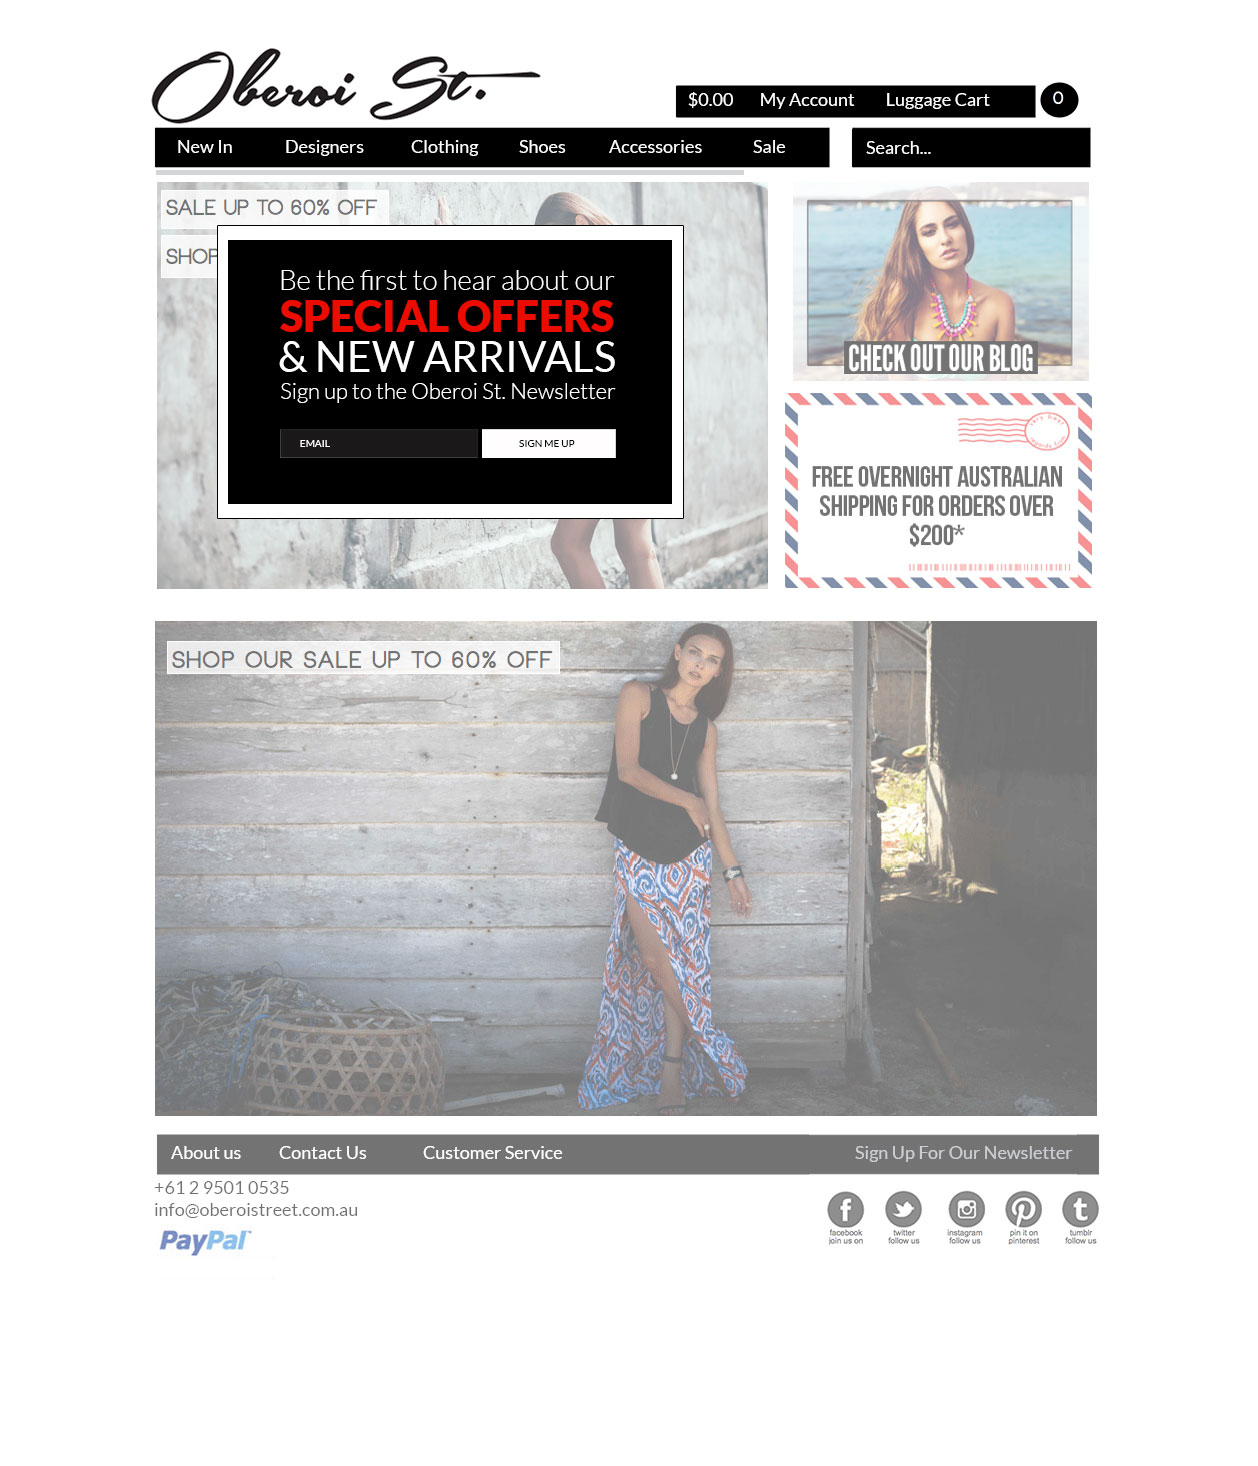 Oberoi St.
$0.00 My Account Luggage Cart 0
New In Designers Clothing Shoes Accessories Sale Search...
SALE UP TO 60% OFF
SHOP
Be the first to hear about our
SPECIAL OFFERS
& NEW ARRIVALS
Sign up to the Oberoi St. Newsletter
EMAIL SIGN ME UP
CHECK OUT OUR BLOG
very best
regards from
FREE OVERNIGHT AUSTRALIAN
SHIPPING FOR ORDERS OVER
$200*
SHOP OUR SALE UP TO 60% OFF
About us Contact Us Customer Service Sign Up For Our Newsletter
+61 2 9501 0535
info@oberoistreet.com.au
PayPal™
facebook
join us on
twitter
follow us
instagram
follow us
pin it on
pinterest
tumblr
follow us